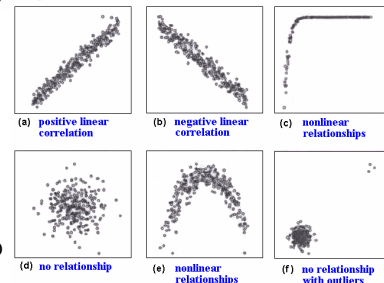 (a) positive linear
correlation
(b) negative linear
correlation
(c) nonlinear
relationships
(d) no relationship
(e) nonlinear
relationships
(f) no relationship
with outliers